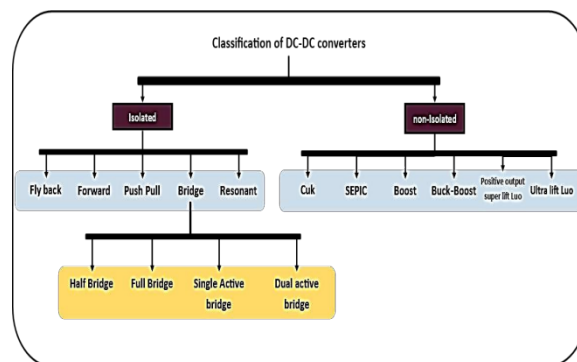 Classification of DC-DC converters
Isolated
non-Isolated
Fly back
Forward
Push Pull
Bridge
Resonant
Cuk
SEPIC
Boost
Buck-Boost
Positive output
super lift Luo
Ultra lift Luo
Half Bridge
Full Bridge
Single Active
bridge
Dual active
bridge